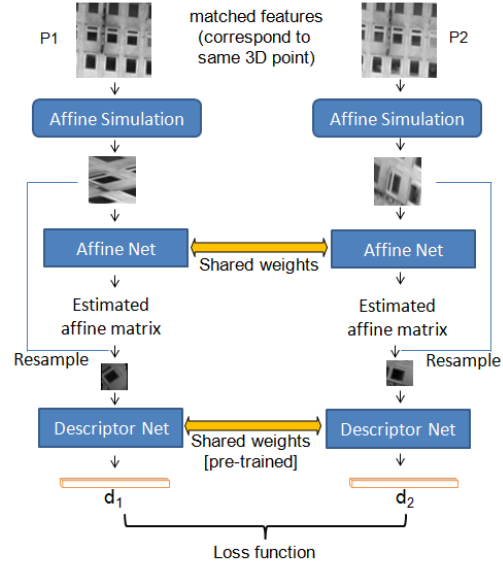 P1
matched features
(correspond to
same 3D point)
P2
Affine Simulation
Affine Simulation
Affine Net
Shared weights
Affine Net
Estimated
affine matrix
Estimated
affine matrix
Resample
Resample
Descriptor Net
Shared weights
[pre-trained]
Descriptor Net
d1
d2
Loss function